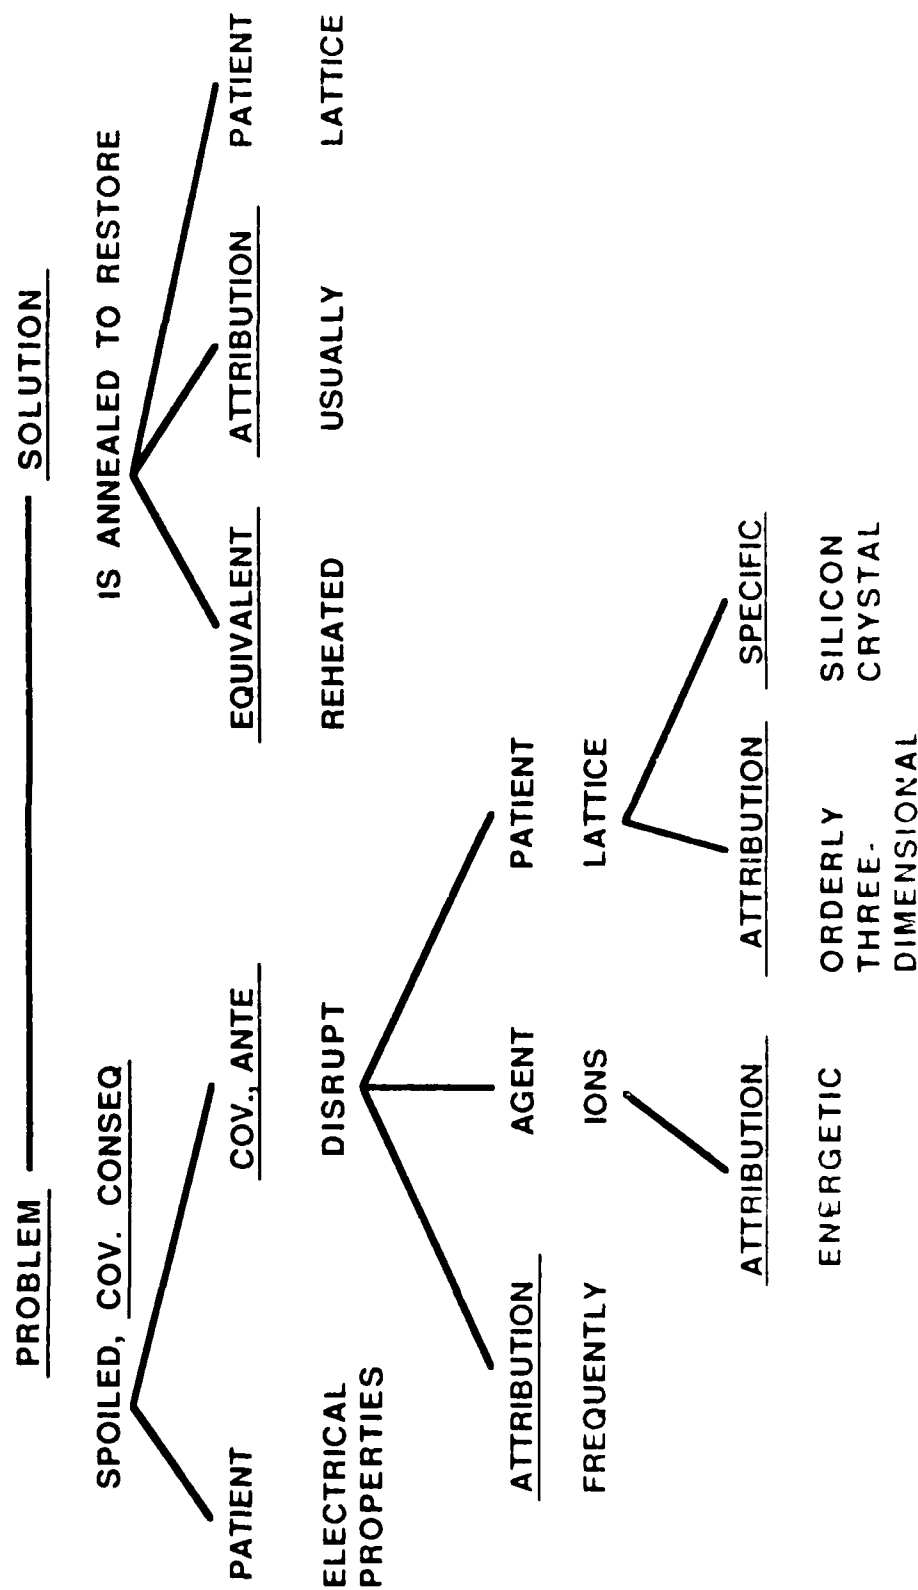 PROBLEM
SOLUTION
SPOILED, COV. CONSEQ
IS ANNEALED TO RESTORE
PATIENT
COV., ANTE
EQUIVALENT
ATTRIBUTION
PATIENT
ELECTRICAL
PROPERTIES
DISRUPT
REHEATED
USUALLY
LATTICE
ATTRIBUTION
AGENT
PATIENT
FREQUENTLY
IONS
LATTICE
ATTRIBUTION
ATTRIBUTION
SPECIFIC
ENERGETIC
ORDERLY
THREE-
DIMENSIONAL
SILICON
CRYSTAL